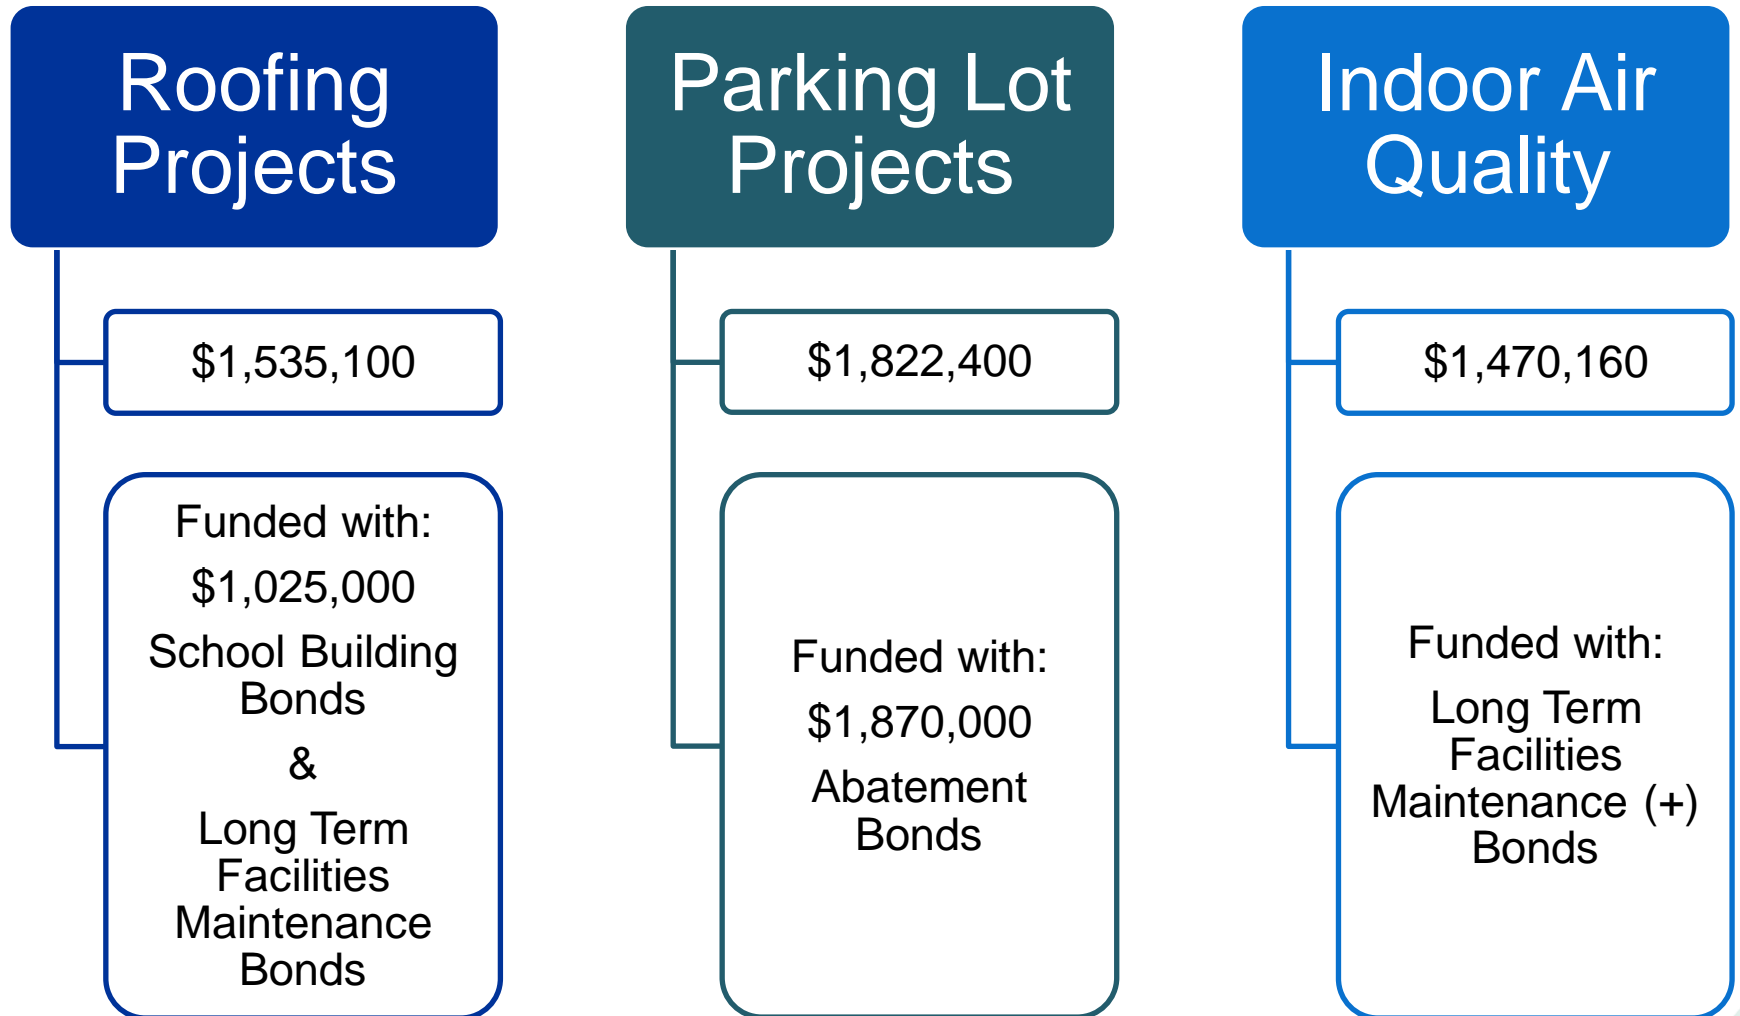 Roofing
Projects
$1,535,100
Funded with:
$1,025,000
School Building
Bonds
&
Long Term
Facilities
Maintenance
Bonds
Parking Lot
Projects
$1,822,400
Funded with:
$1,870,000
Abatement
Bonds
Indoor Air
Quality
$1,470,160
Funded with:
Long Term
Facilities
Maintenance (+)
Bonds